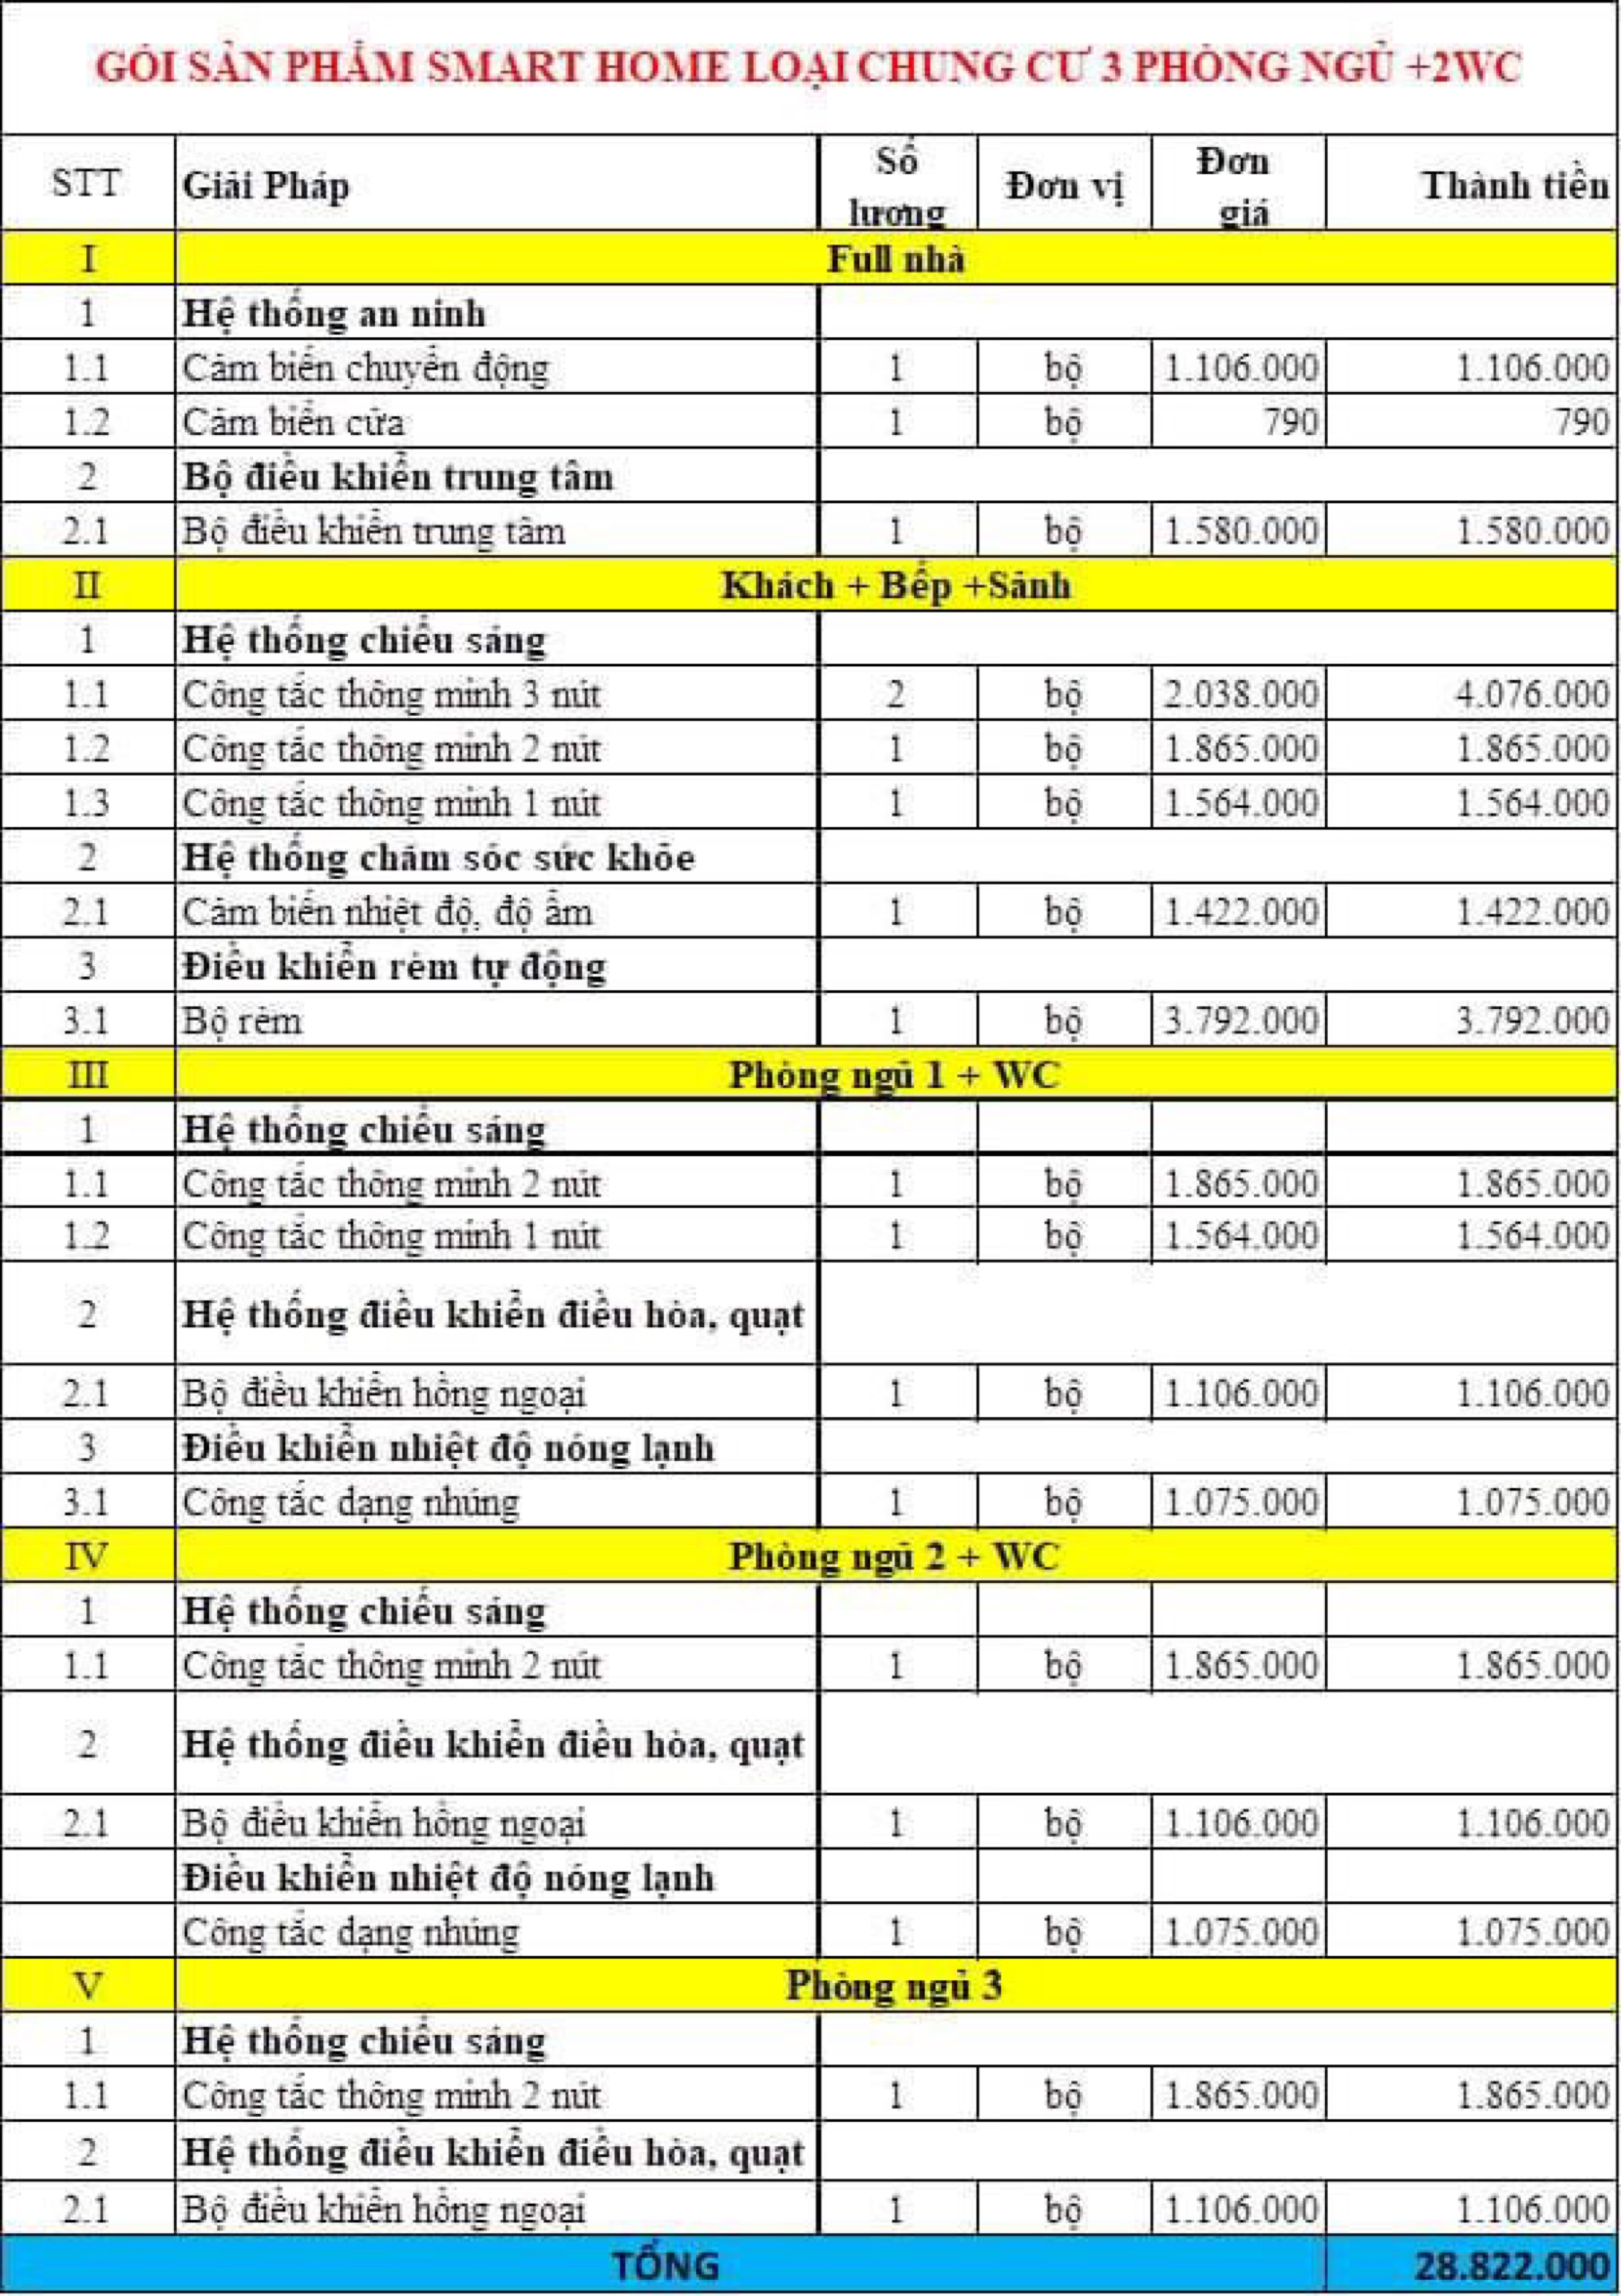 GÓI SẢN PHẨM SMART HOME LOẠI CHUNG CƯ 3 PHÒNG NGỦ +2WC
STT Giải Pháp Số lương Đơn vị Đơn giá Thành tiền
I Full nhà
1 Hệ thống an ninh
1.1 Cảm biến chuyển động 1 bộ 1.106.000 1.106.000
1.2 Cảm biến cửa 1 bộ 790 790
2 Bộ điều khiển trung tâm
2.1 Bộ điều khiển trung tâm 1 bộ 1.580.000 1.580.000
II Khách + Bếp +Sảnh
1 Hệ thống chiếu sáng
1.1 Công tắc thông minh 3 nút 2 bộ 2.038.000 4.076.000
1.2 Công tắc thông minh 2 nút 1 bộ 1.865.000 1.865.000
1.3 Công tắc thông minh 1 nút 1 bộ 1.564.000 1.564.000
2 Hệ thống chăm sóc sức khỏe
2.1 Cảm biến nhiệt độ, độ ẩm 1 bộ 1.422.000 1.422.000
3 Điều khiển rèm tự động
3.1 Bộ rèm 1 bộ 3.792.000 3.792.000
III Phòng ngủ 1 + WC
1 Hệ thống chiếu sáng
1.1 Công tắc thông minh 2 nút 1 bộ 1.865.000 1.865.000
1.2 Công tắc thông minh 1 nút 1 bộ 1.564.000 1.564.000
2 Hệ thống điều khiển điều hòa, quạt
2.1 Bộ điều khiển hồng ngoại 1 bộ 1.106.000 1.106.000
3 Điều khiển nhiệt độ nóng lạnh
3.1 Công tắc dạng nhúng 1 bộ 1.075.000 1.075.000
IV Phòng ngủ 2 + WC
1 Hệ thống chiếu sáng
1.1 Công tắc thông minh 2 nút 1 bộ 1.865.000 1.865.000
2 Hệ thống điều khiển điều hòa, quạt
2.1 Bộ điều khiển hồng ngoại 1 bộ 1.106.000 1.106.000
Điều khiển nhiệt độ nóng lạnh
Công tắc dạng nhúng 1 bộ 1.075.000 1.075.000
V Phòng ngủ 3
1 Hệ thống chiếu sáng
1.1 Công tắc thông minh 2 nút 1 bộ 1.865.000 1.865.000
2 Hệ thống điều khiển điều hòa, quạt
2.1 Bộ điều khiển hồng ngoại 1 bộ 1.106.000 1.106.000
TỔNG 28.822.000